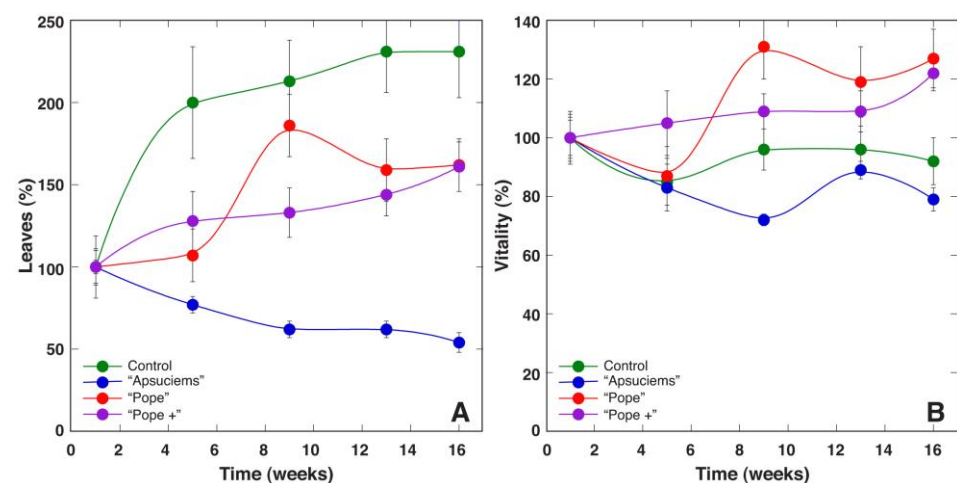 250
200
150
100
50
0
Leaves (%)
Control
“Apsuciems”
“Pope”
“Pope +”
A
0 2 4 6 8 10 12 14 16
Time (weeks)
140
120
100
80
60
40
20
0
Vitality (%)
Control
“Apsuciems”
“Pope”
“Pope +”
B
0 2 4 6 8 10 12 14 16
Time (weeks)